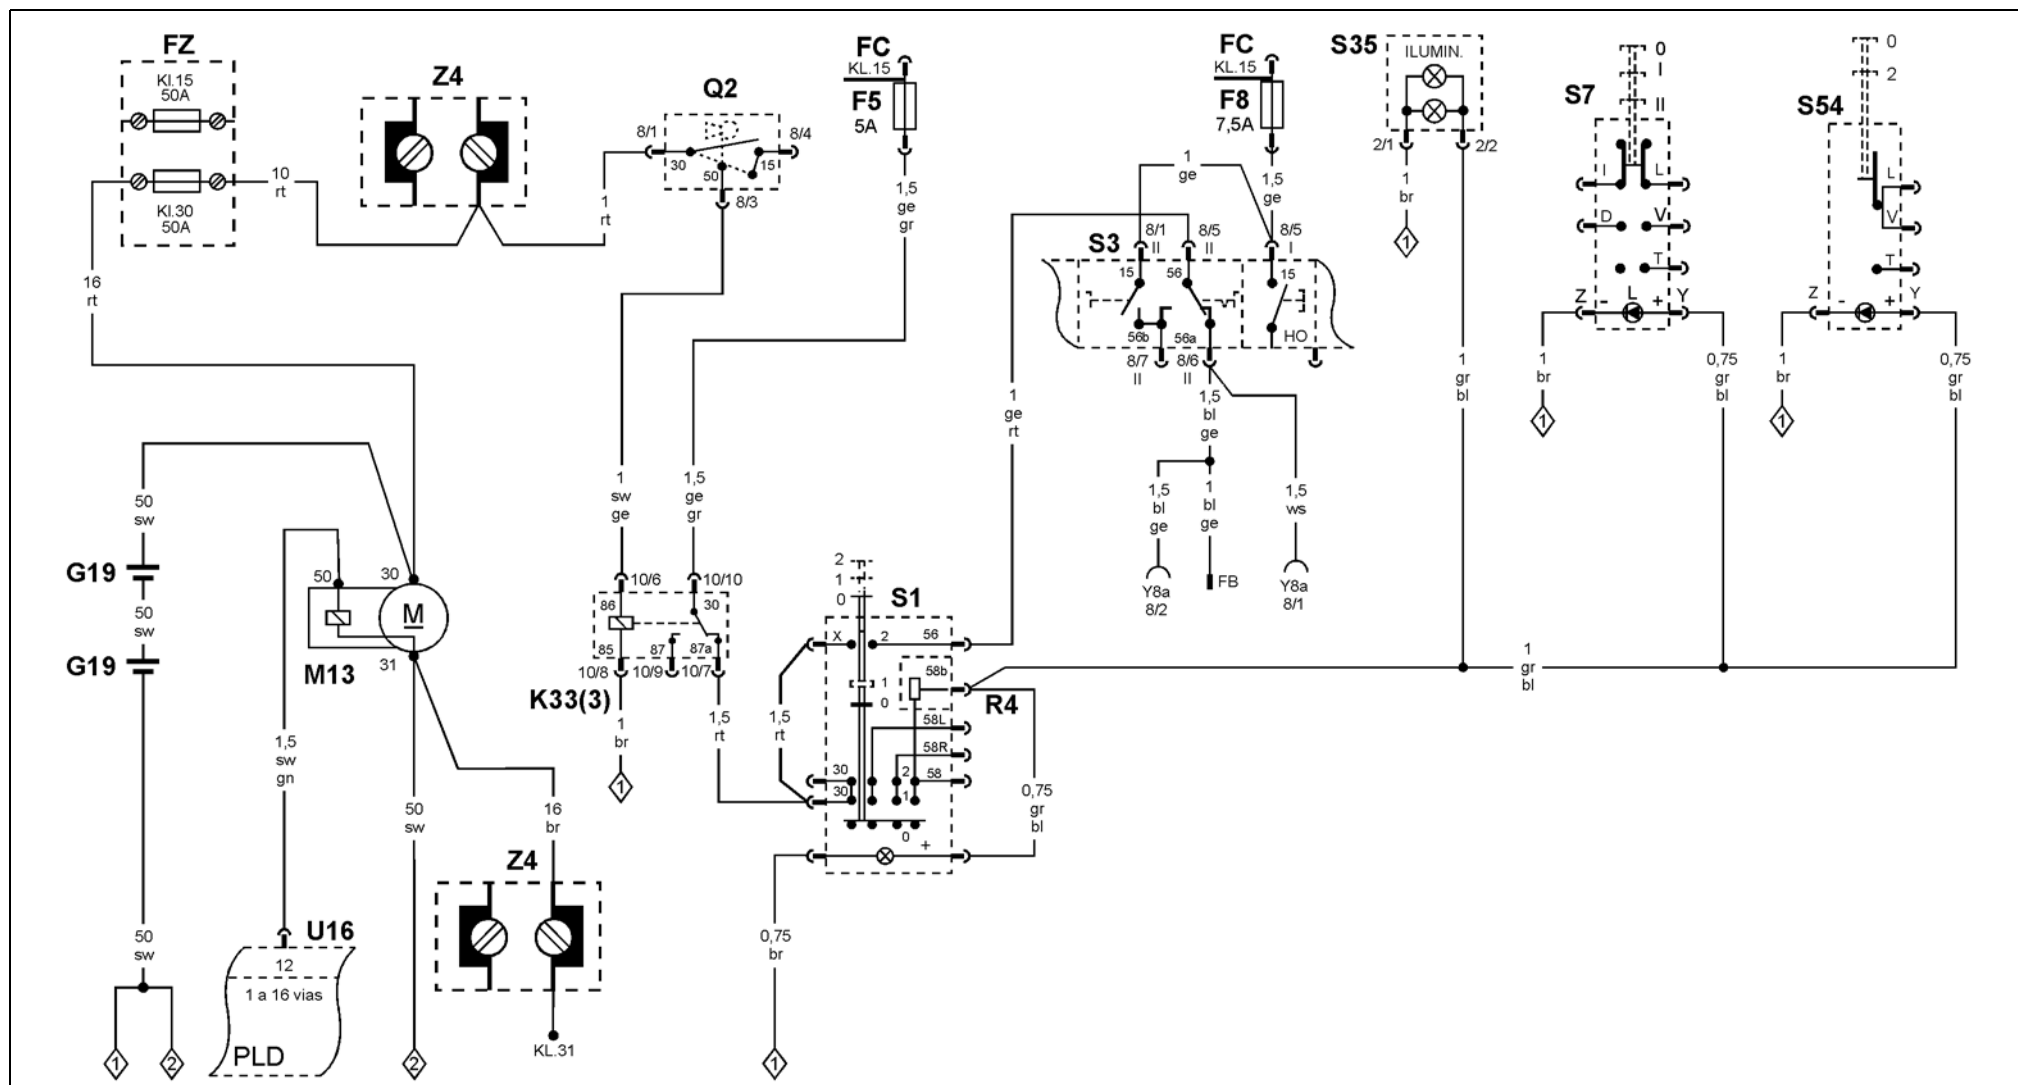 FZ
Kl.15
50A
Kl.30
50A
10
rt
16
rt
Z4
Q2
8/1
8/4
30
50
15
8/3
1
rt
FC
KL.15
F5
5A
1,5
ge
gr
FC
KL.15
F8
7,5A
1
ge
1,5
ge
S35
ILUMIN.
2/1
2/2
1
br
1
S7
0
I
II
I
L
D
V
T
Z
-
L
+
Y
S54
0
2
L
V
T
Z
-
+
Y
S3
8/1
II
8/5
II
8/5
I
15
56
15
56b
56a
HO
8/7
II
8/6
II
1
ge
rt
1,5
bl
ge
1
gr
bl
1
br
1
0,75
gr
bl
1
br
1
0,75
gr
bl
50
sw
G19
50
sw
G19
50
sw
1
2
50
30
M
31
M13
1,5
sw
gn
50
sw
2
16
br
Z4
KL.31
U16
12
1 a 16 vias
PLD
1
sw
ge
1,5
ge
gr
10/6
10/10
86
30
85
87
87a
10/8
10/9
10/7
K33(3)
1
br
1
1,5
rt
1,5
rt
2
1
0
S1
X
2
56
58b
R4
1
0
58L
58R
30
2
58
30
1
0
+
0,75
gr
bl
0,75
br
1
1,5
bl
ge
1
bl
ge
1,5
ws
Y8a
8/2
FB
Y8a
8/1
1
gr
bl